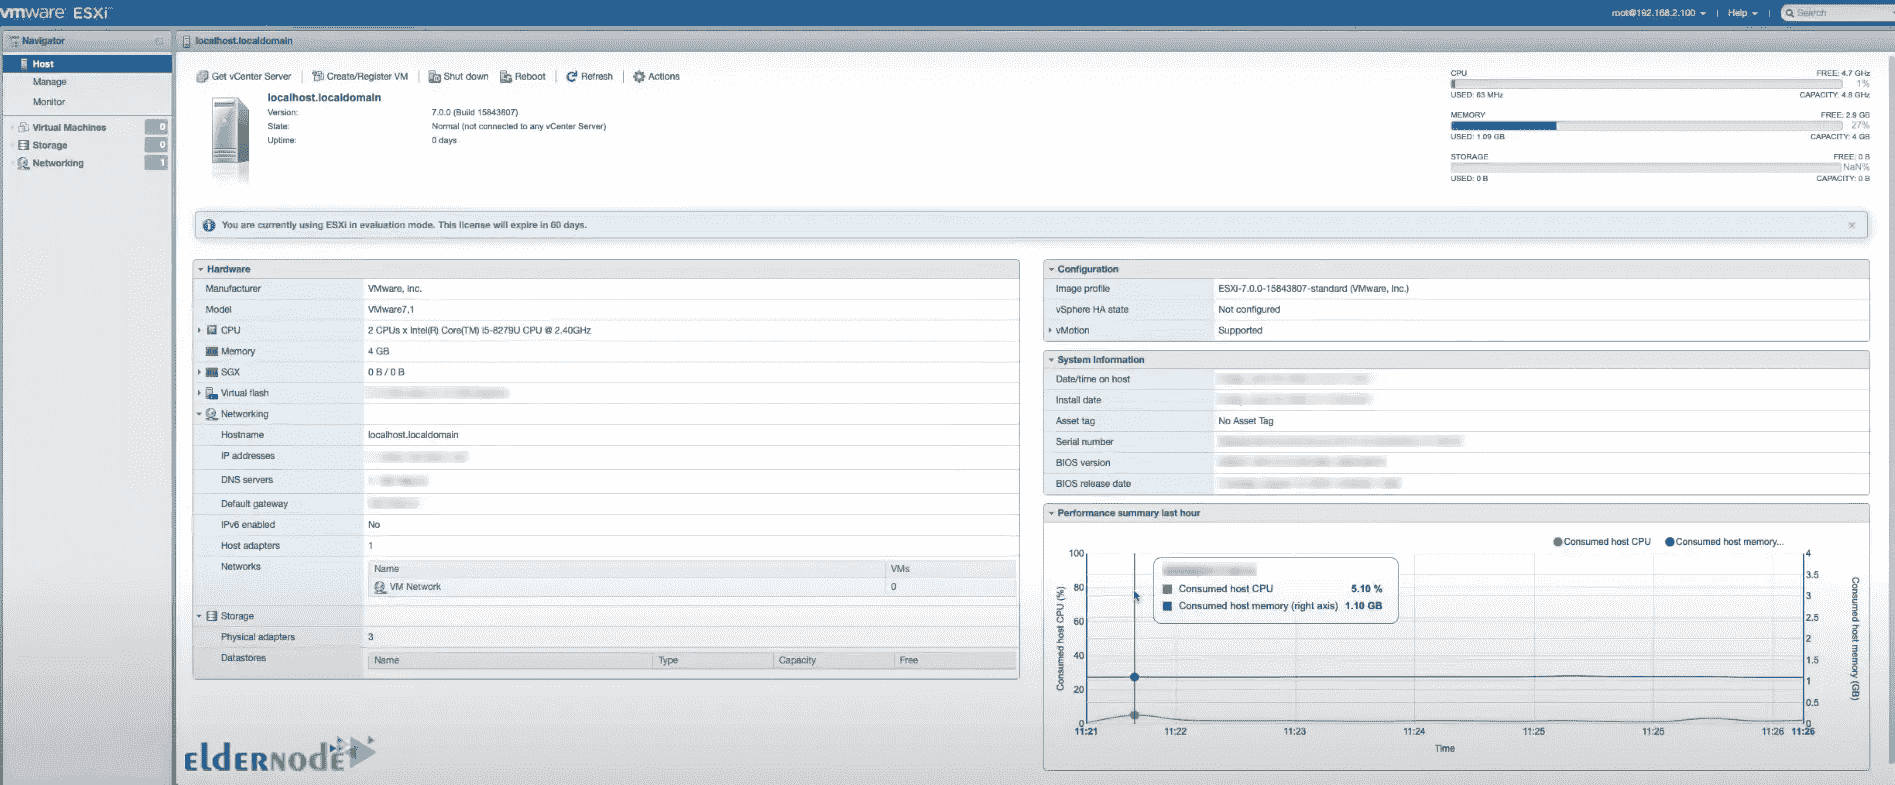 vmware ESXi
root@192.168.2.100 | Help | Search
Navigator
localhost.localdomain
Host
Manage
Monitor
Virtual Machines 0
Storage 0
Networking 1
Get vCenter Server | Create/Register VM | Shut down Reboot | Refresh | Actions
localhost.localdomain
Version: 7.0.0 (Build 15843807)
State: Normal (not connected to any vCenter Server)
Uptime: 0 days
CPU FREE: 4.7 GHz
1%
USED: 63 MHz CAPACITY: 4.8 GHz
MEMORY FREE: 2.9 GB
27%
USED: 1.09 GB CAPACITY: 4 GB
STORAGE FREE: 0 B
NaN%
USED: 0 B CAPACITY: 0 B
You are currently using ESXi in evaluation mode. This license will expire in 60 days.
Hardware
Manufacturer VMware, Inc.
Model VMware7,1
CPU 2 CPUs x Intel(R) Core(TM) i5-8279U CPU @ 2.40GHz
Memory 4 GB
SGX 0 B / 0 B
Virtual flash
Networking
Hostname localhost.localdomain
IP addresses
DNS servers
Default gateway
IPv6 enabled No
Host adapters 1
Networks Name VMs
VM Network 0
Storage
Physical adapters 3
Datastores Name Type Capacity Free
Configuration
Image profile ESXi-7.0.0-15843807-standard (VMware, Inc.)
vSphere HA state Not configured
vMotion Supported
System Information
Date/time on host
Install date
Asset tag No Asset Tag
Serial number
BIOS version
BIOS release date
Performance summary last hour
Consumed host CPU Consumed host memory...
Consumed host CPU (%)
100
80
60
40
20
0
Consumed host CPU 5.10 %
Consumed host memory (right axis) 1.10 GB
4
3.5
3
2.5
2
1.5
1
0.5
0
Consumed host memory (GB)
11:21 11:22 11:23 11:24 11:25 11:25 11:26 11:26
Time
ELDERNODE